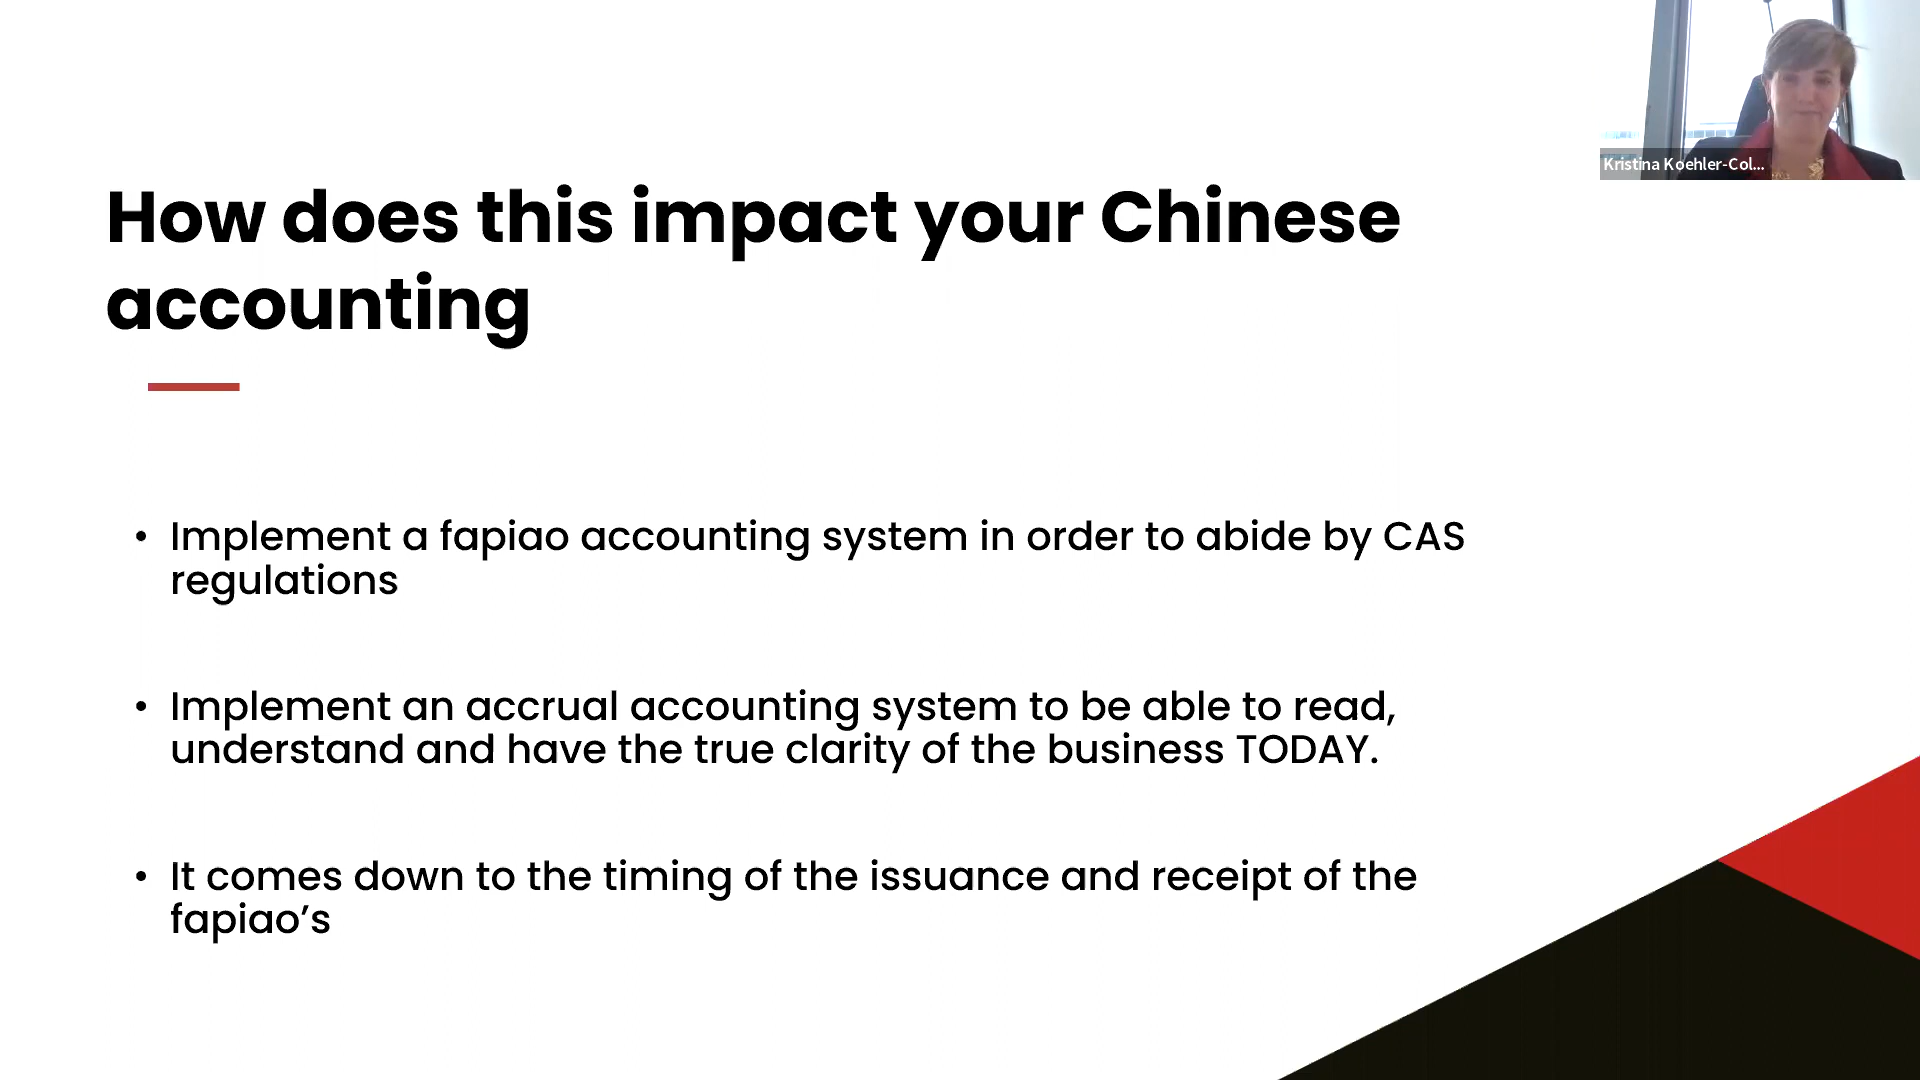 Kristina Koehler-Col...
How does this impact your Chinese
accounting
• Implement a fapiao accounting system in order to abide by CAS
regulations
• Implement an accrual accounting system to be able to read,
understand and have the true clarity of the business TODAY.
• It comes down to the timing of the issuance and receipt of the
fapiao’s